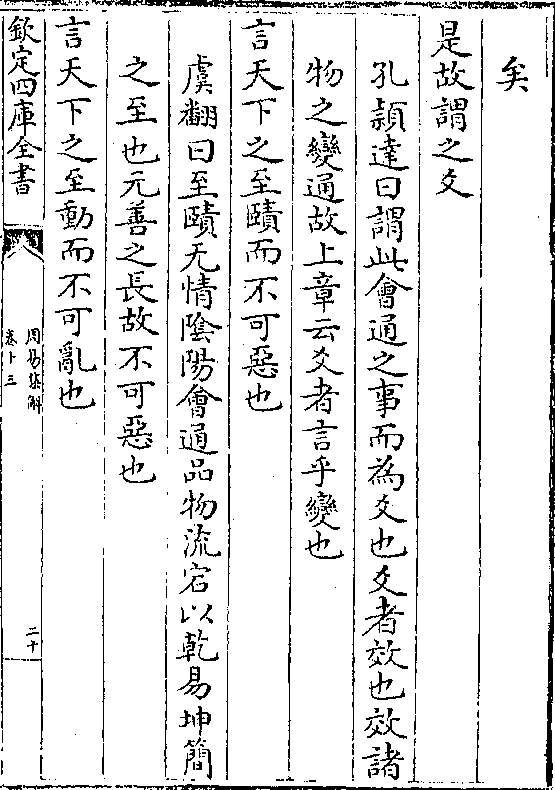 矣
是故謂之爻
孔頴達曰謂此會通之事而為爻也爻者效也效諸
物之變通故上章云爻者言乎變也
言天下之至賾而不可惡也
虞翻曰至賾无情陰陽會通品物流宕以乾易坤簡
之至也元善之長故不可惡也
言天下之至動而不可亂也
欽定四庫全書
周易集解
卷十三
二十